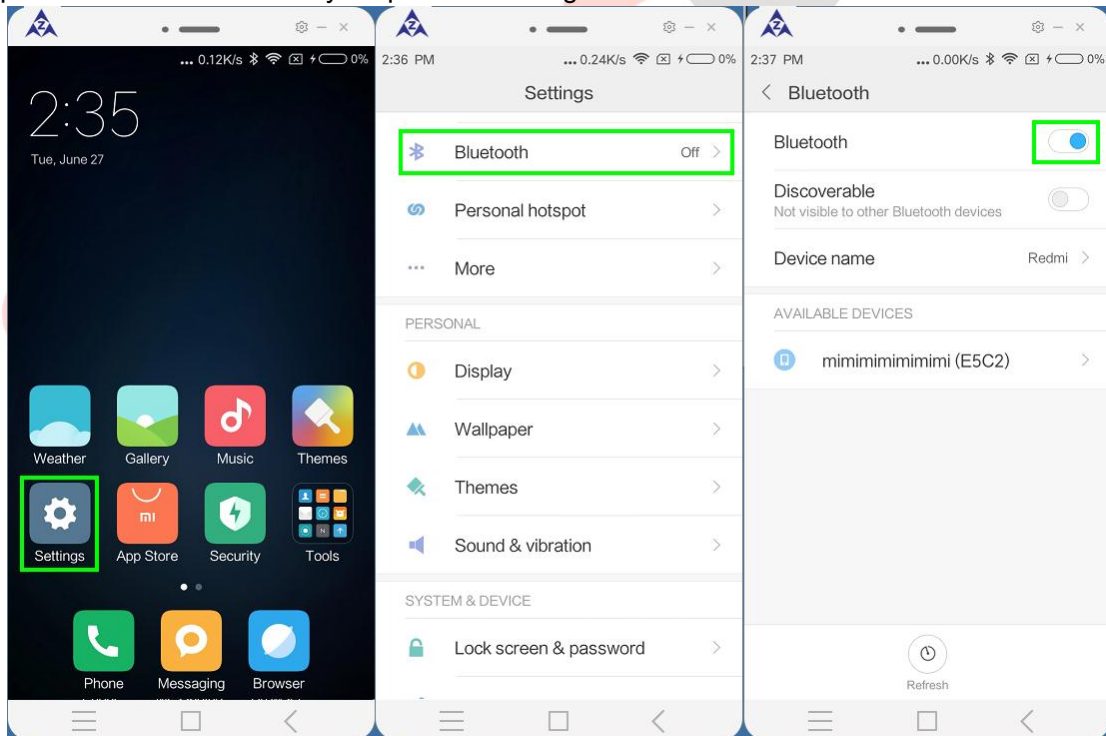 ... 0.12K/s 0%
2:35
Tue, June 27
Weather Gallery Music Themes
mi
Settings App Store Security Tools
Phone Messaging Browser
2:36 PM ... 0.24K/s 0%
Settings
Bluetooth Off
Personal hotspot
More
PERSONAL
Display
Wallpaper
Themes
Sound & vibration
SYSTEM & DEVICE
Lock screen & password
2:37 PM ... 0.00K/s 0%
Bluetooth
Bluetooth
Discoverable
Not visible to other Bluetooth devices
Device name Redmi
AVAILABLE DEVICES
mimimimimimimi (E5C2)
Refresh